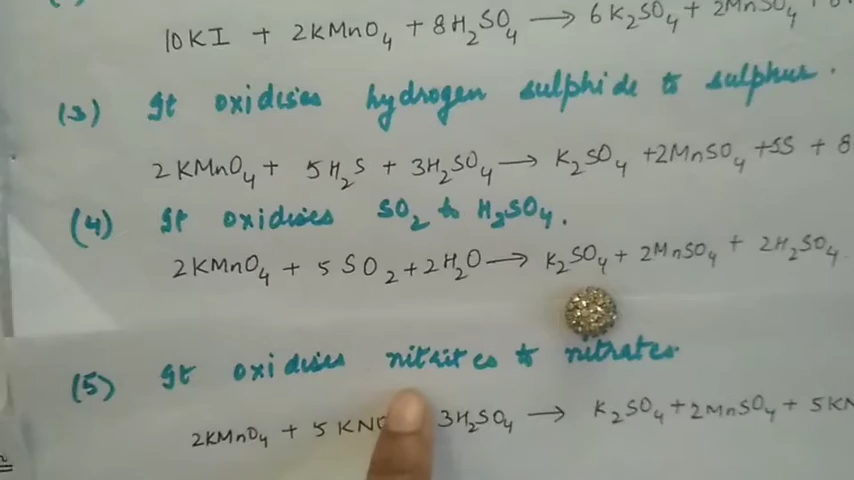 10KI + 2KMnO₄ + 8H₂SO₄ ⟶ 6K₂SO₄ + 2MnSO₄ +
(3) It oxidises hydrogen sulphide to sulphur.
2KMnO₄ + 5H₂S + 3H₂SO₄ ⟶ K₂SO₄ + 2MnSO₄ + 5S + 8
(4) It oxidises SO₂ to H₂SO₄.
2KMnO₄ + 5SO₂ + 2H₂O ⟶ K₂SO₄ + 2MnSO₄ + 2H₂SO₄
(5) It oxidises nitrites to nitrates
2KMnO₄ + 5 3H₂SO₄ ⟶ K₂SO₄ + 2MnSO₄ +